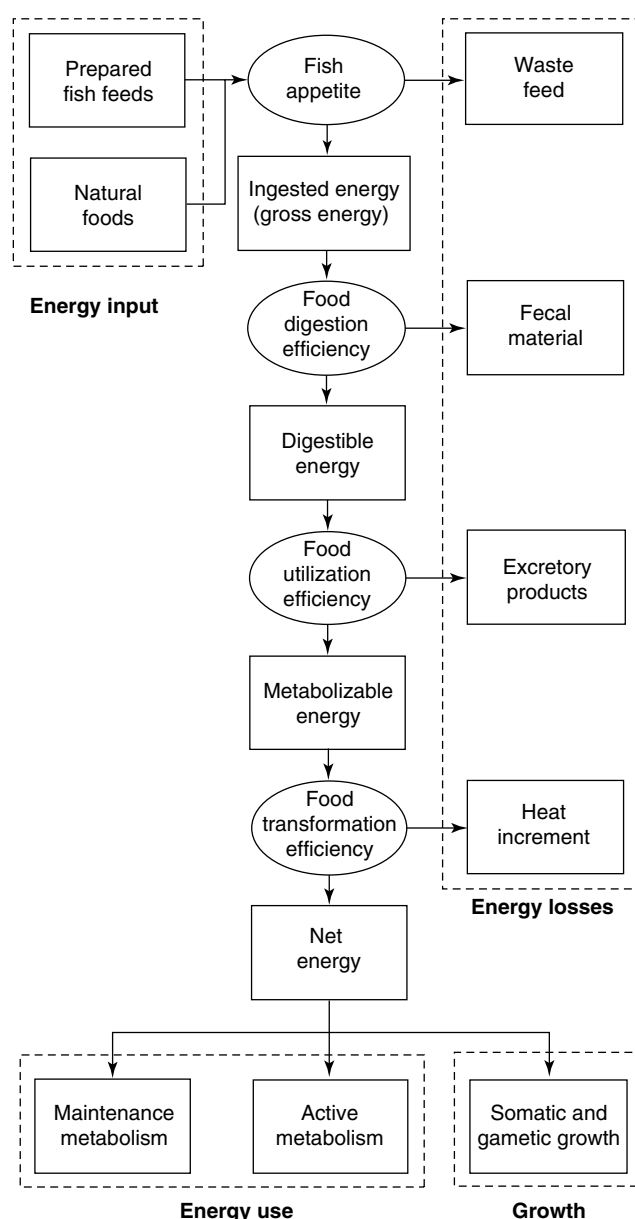 Prepared
fish feeds
Fish
appetite
Waste
feed
Natural
foods
Ingested energy
(gross energy)
Energy input
Food
digestion
efficiency
Fecal
material
Digestible
energy
Food
utilization
efficiency
Excretory
products
Metabolizable
energy
Food
transformation
efficiency
Heat
increment
Energy losses
Net
energy
Maintenance
metabolism
Active
metabolism
Somatic and
gametic growth
Energy use
Growth